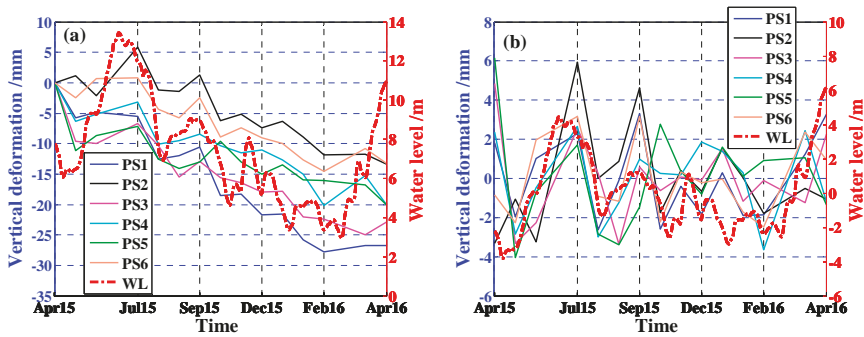 (a)
Vertical deformation /mm
10
5
0
-5
-10
-15
-20
-25
-30
-35
PS1
PS2
PS3
PS4
PS5
PS6
WL
14
12
10
8
6
4
2
0
Water level /m
Apr15 Jul15 Sep15 Dec15 Feb16 Apr16
Time
(b)
Vertical deformation /mm
8
6
4
2
0
-2
-4
-6
PS1
PS2
PS3
PS4
PS5
PS6
WL
10
8
6
4
2
0
-2
-4
-6
Water level /m
Apr15 Jul15 Sep15 Dec15 Feb16 Apr16
Time